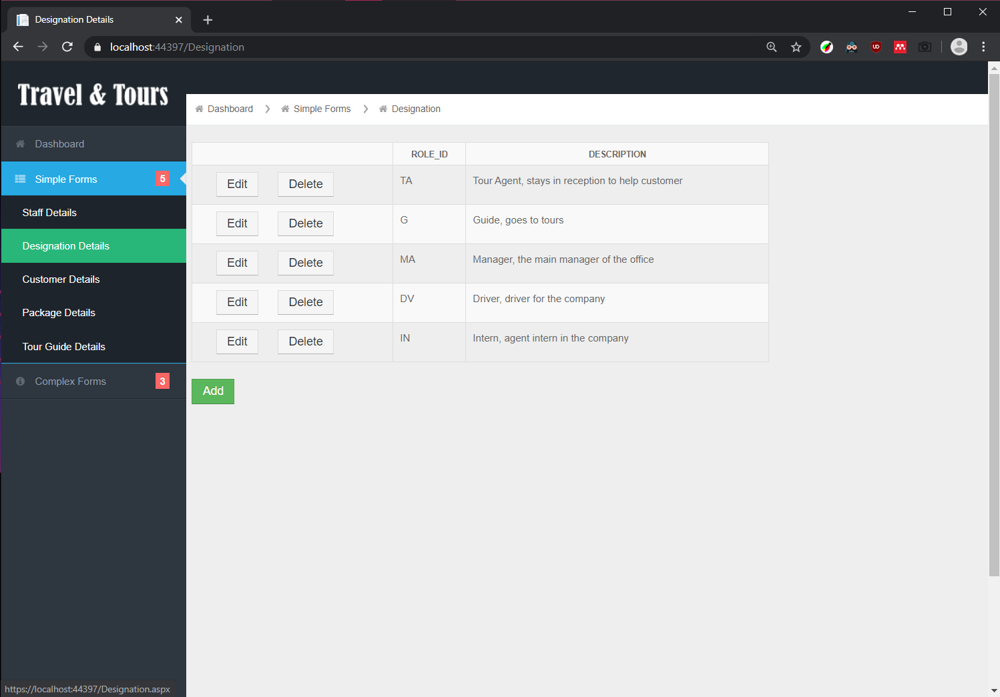 Designation Details
localhost:44397/Designation
Travel & Tours
Dashboard
Simple Forms 5
Staff Details
Designation Details
Customer Details
Package Details
Tour Guide Details
Complex Forms 3
Dashboard Simple Forms Designation
ROLE_ID DESCRIPTION
Edit Delete TA Tour Agent, stays in reception to help customer
Edit Delete G Guide, goes to tours
Edit Delete MA Manager, the main manager of the office
Edit Delete DV Driver, driver for the company
Edit Delete IN Intern, agent intern in the company
Add
https://localhost:44397/Designation.aspx